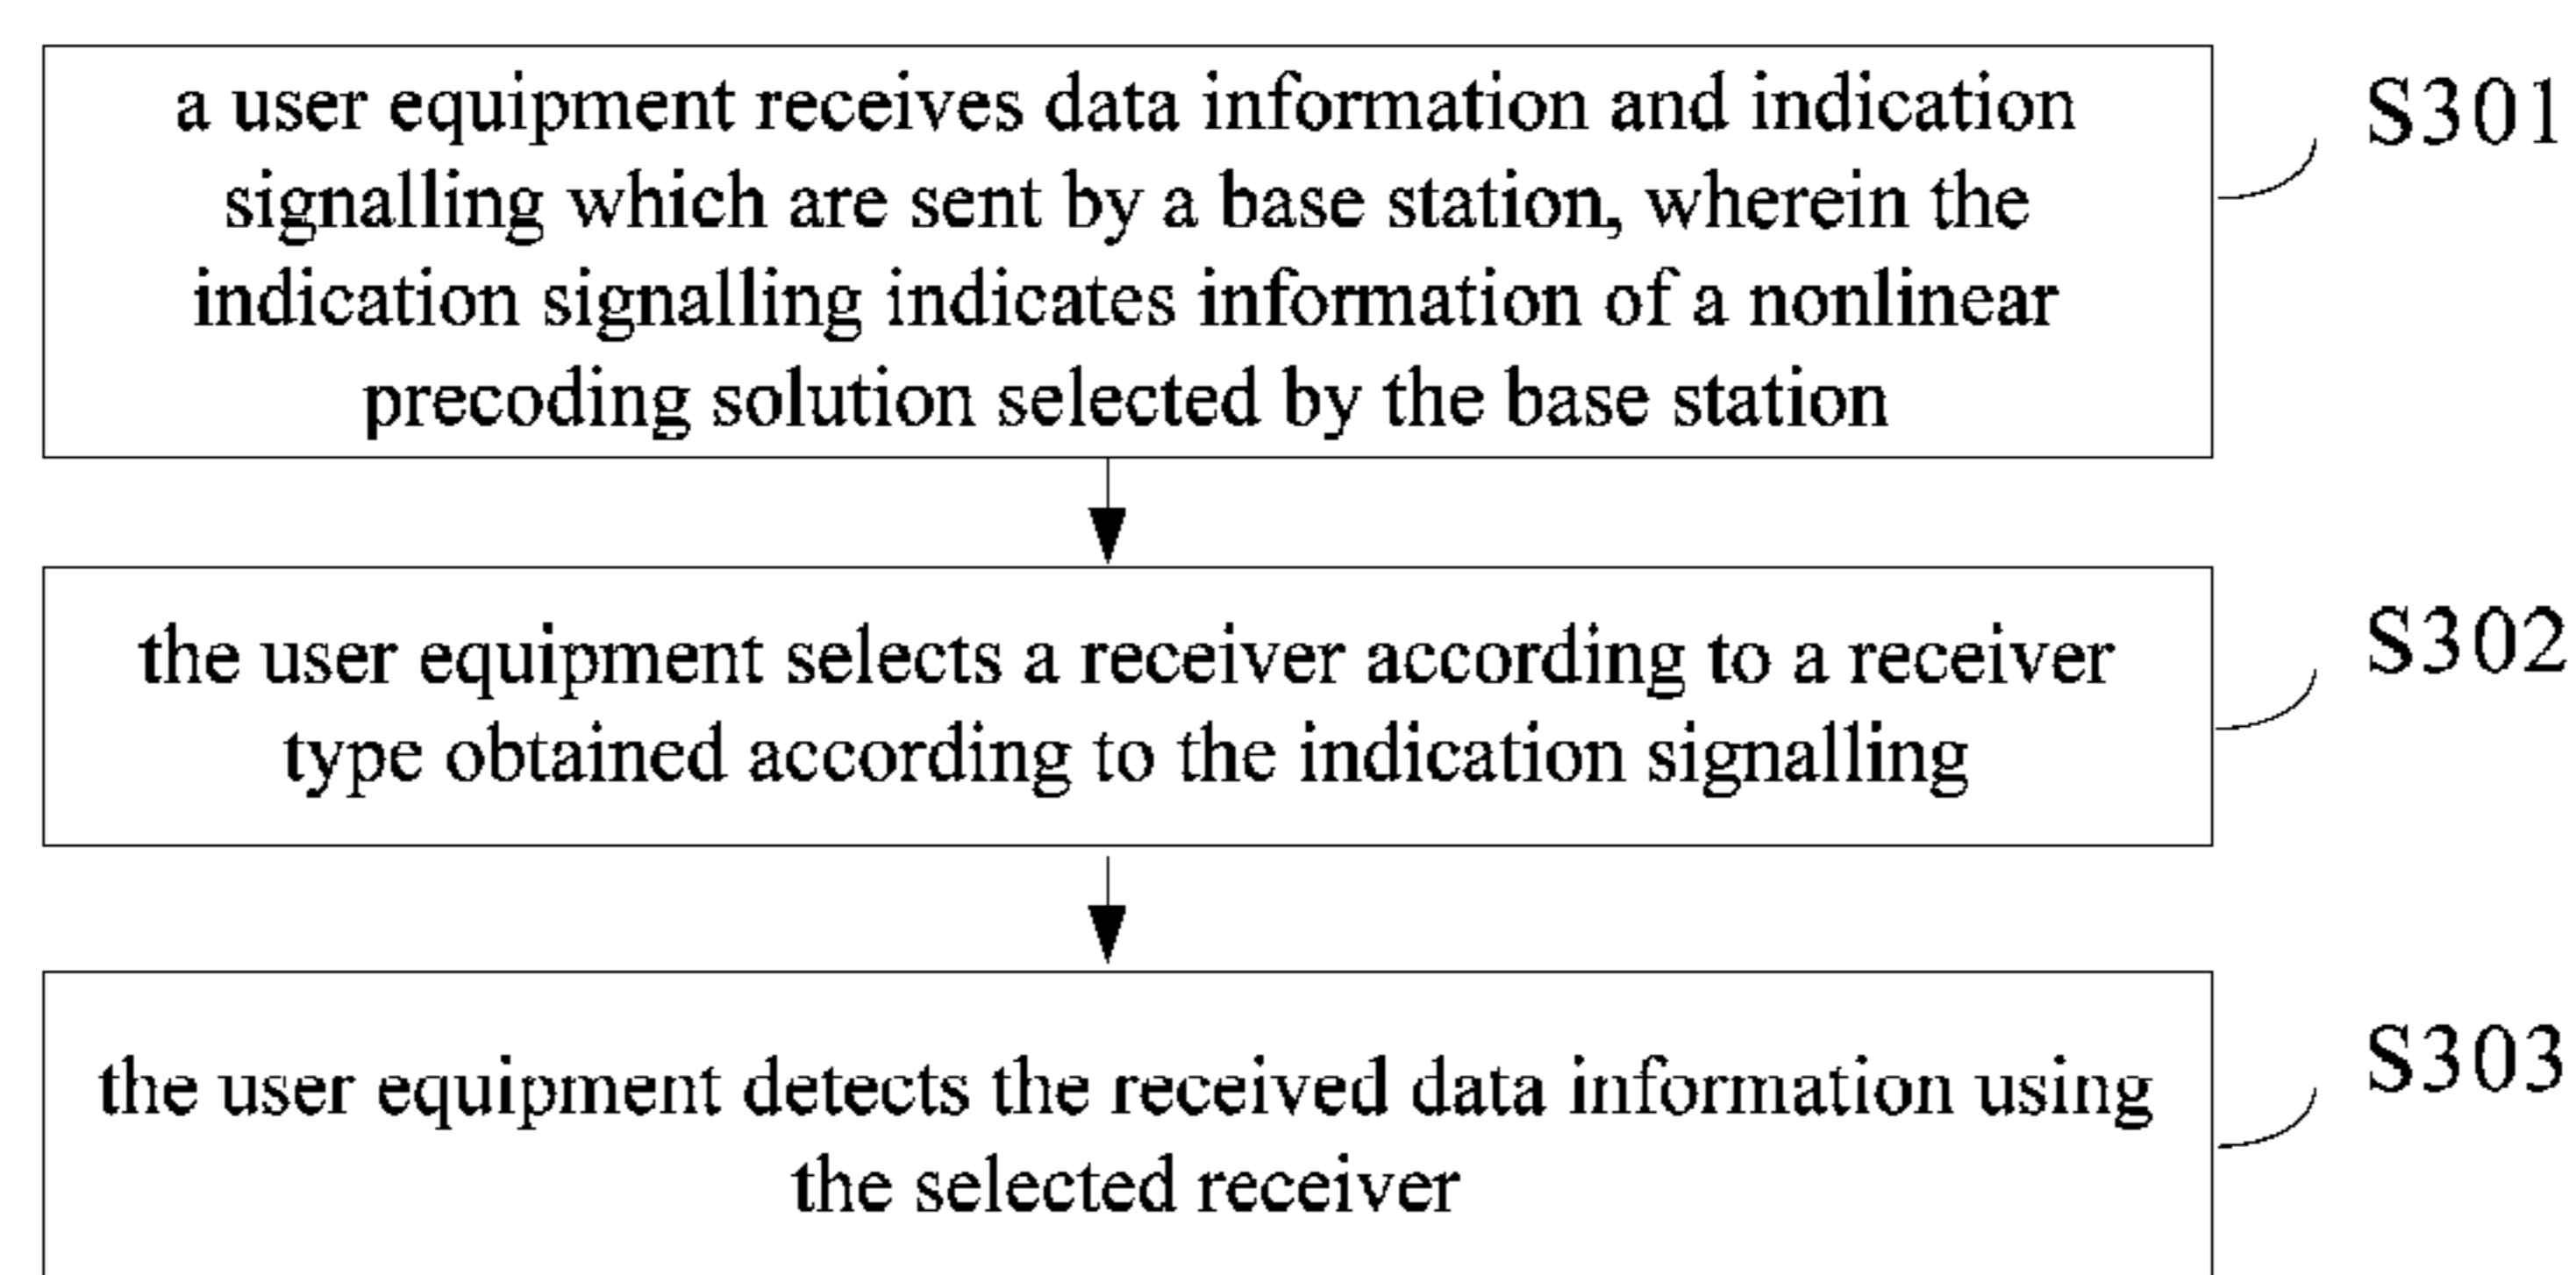 a user equipment receives data information and indication
signalling which are sent by a base station, wherein the
indication signalling indicates information of a nonlinear
precoding solution selected by the base station
S301
the user equipment selects a receiver according to a receiver
type obtained according to the indication signalling
S302
the user equipment detects the received data information using
the selected receiver
S303